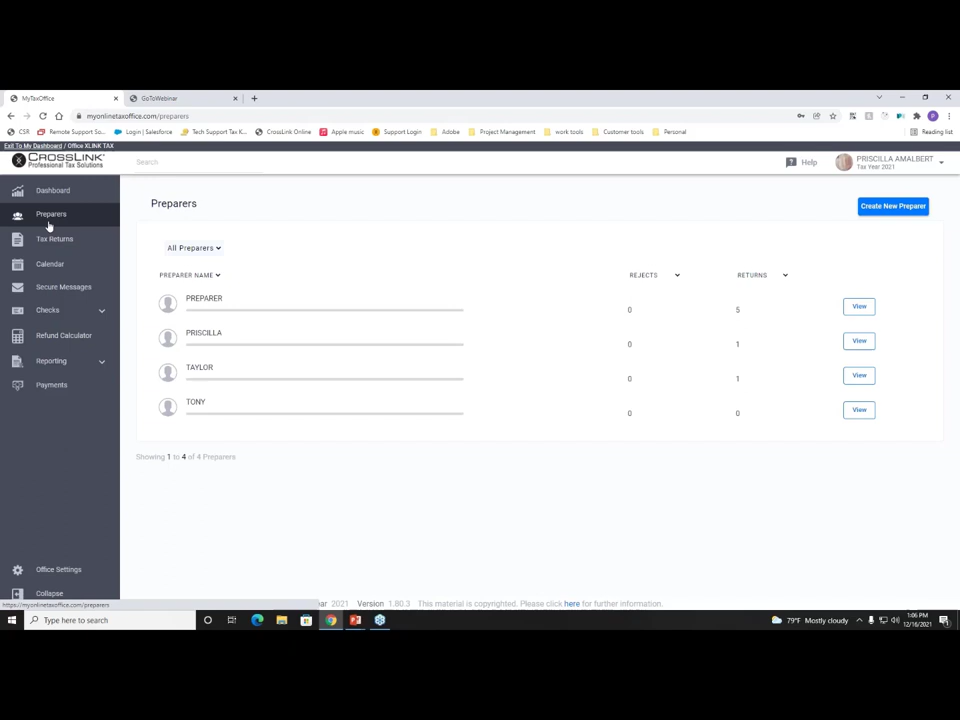 MyTaxOffice
GoToWebinar
myonlinetaxoffice.com/preparers
CSR
Remote Support So...
Login | Salesforce
Tech Support Tax K...
CrossLink Online
Apple music
Support Login
Adobe
Project Management
work tools
Customer tools
Personal
Reading list
Exit To My Dashboard / Office XLINK TAX
CROSSLINK
Professional Tax Solutions
Search
Help
PRISCILLA AMALBERT
Tax Year 2021
Dashboard
Preparers
Tax Returns
Calendar
Secure Messages
Checks
Refund Calculator
Reporting
Payments
Office Settings
Collapse
Preparers
Create New Preparer
All Preparers
PREPARER NAME
REJECTS
RETURNS
PREPARER
0
5
View
PRISCILLA
0
1
View
TAYLOR
0
1
View
TONY
0
0
View
Showing 1 to 4 of 4 Preparers
https://myonlinetaxoffice.com/preparers
ear 2021 Version 1.80.3 This material is copyrighted. Please click here for further information.
Type here to search
79°F Mostly cloudy
1:06 PM
12/16/2021